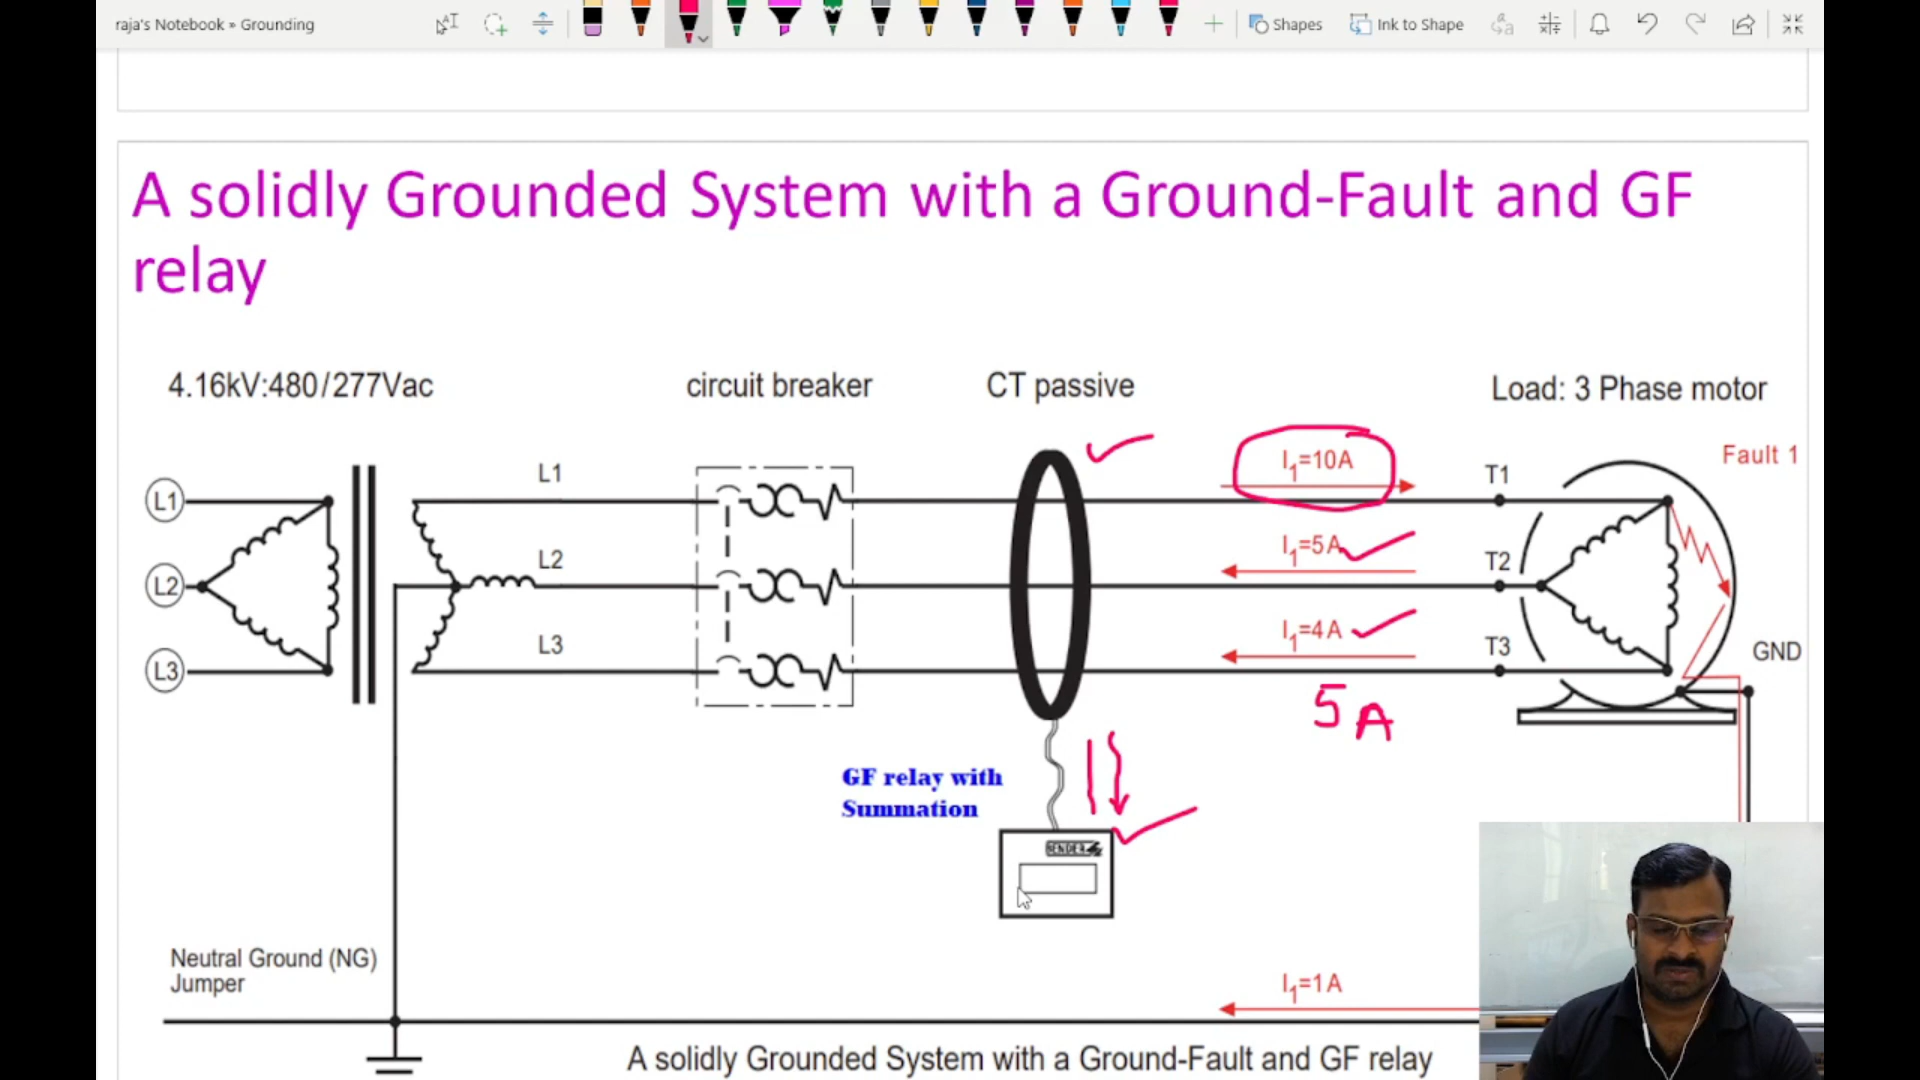 raja's Notebook » Grounding
Shapes
Ink to Shape
A solidly Grounded System with a Ground-Fault and GF
relay
4.16kV:480/277Vac
circuit breaker
CT passive
Load: 3 Phase motor
Fault 1
L1
L1
I1=10A
T1
L2
L2
I1=5A
T2
L3
L3
I1=4A
T3
GND
5A
GF relay with
Summation
BENDER
Neutral Ground (NG)
Jumper
I1=1A
A solidly Grounded System with a Ground-Fault and GF relay